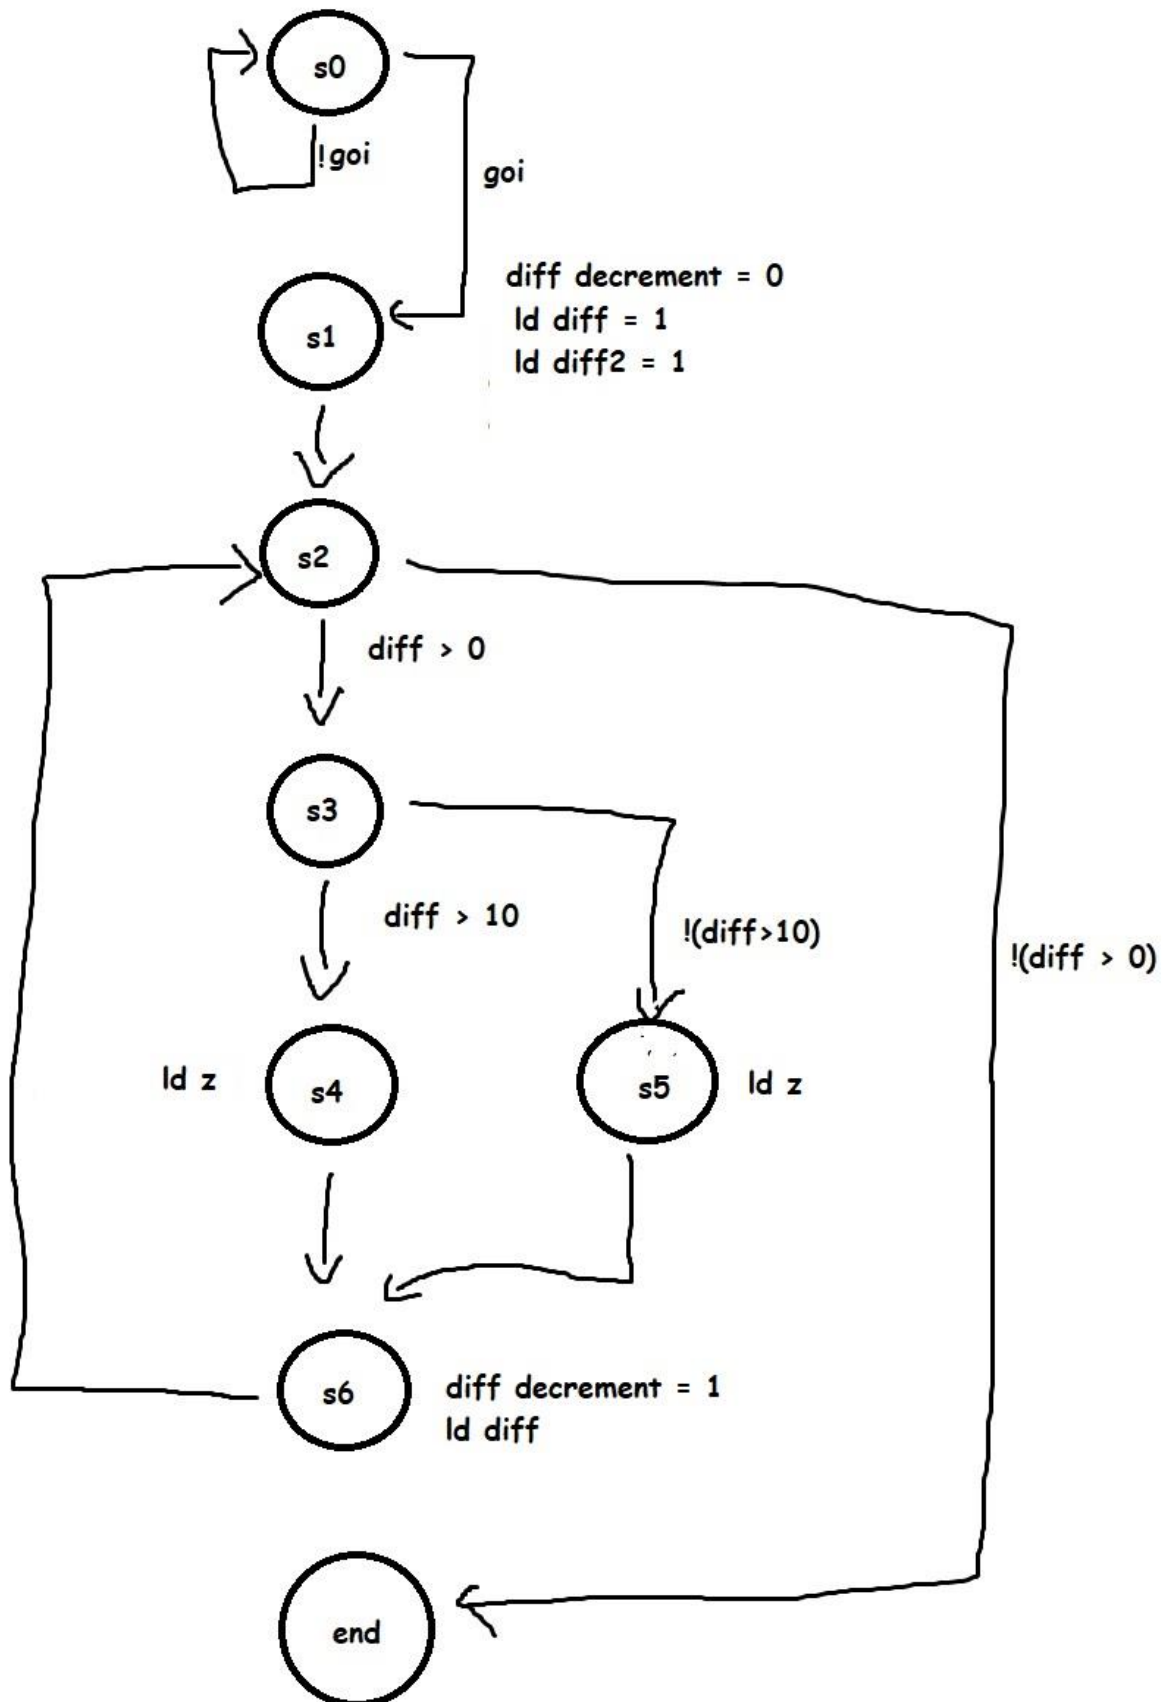 s0
!goi
goi
diff decrement = 0
ld diff = 1
ld diff2 = 1
s1
s2
diff > 0
s3
diff > 10
!(diff>10)
!(diff > 0)
ld z
s4
s5
ld z
s6
diff decrement = 1
ld diff
end